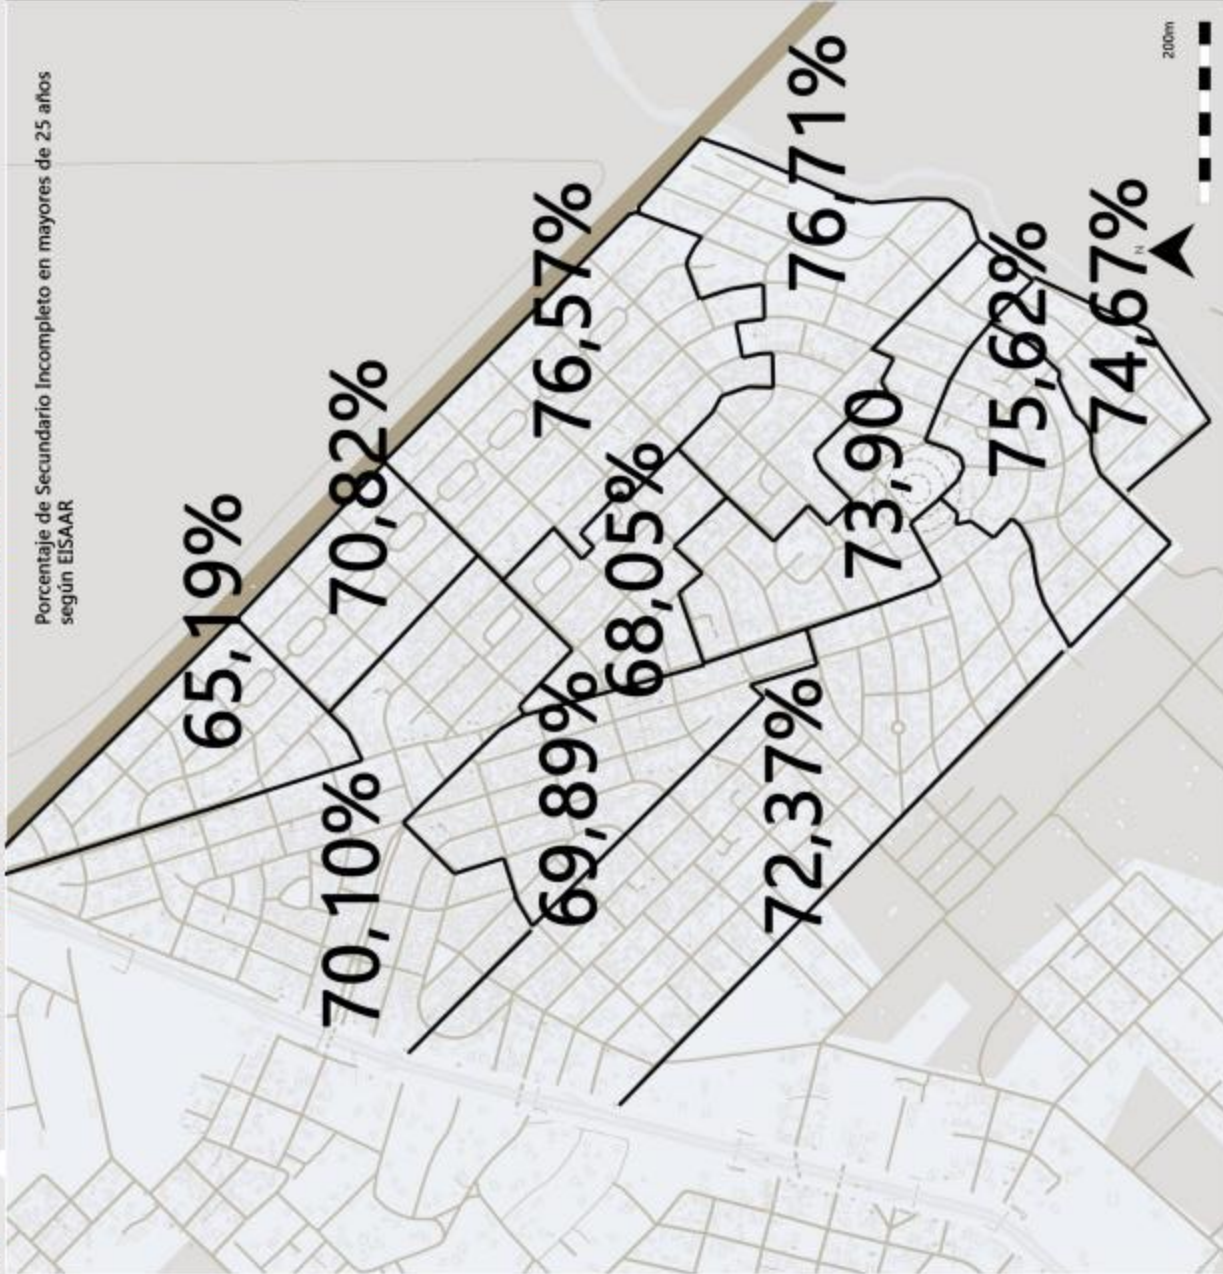 Porcentaje de Secundario Incompleto en mayores de 25 años
según EISAAR
65,19%
70,82%
70,10%
76,57%
69,89%
68,05%
72,37%
76,71%
73,90
75,62%
74,67%
N
200m